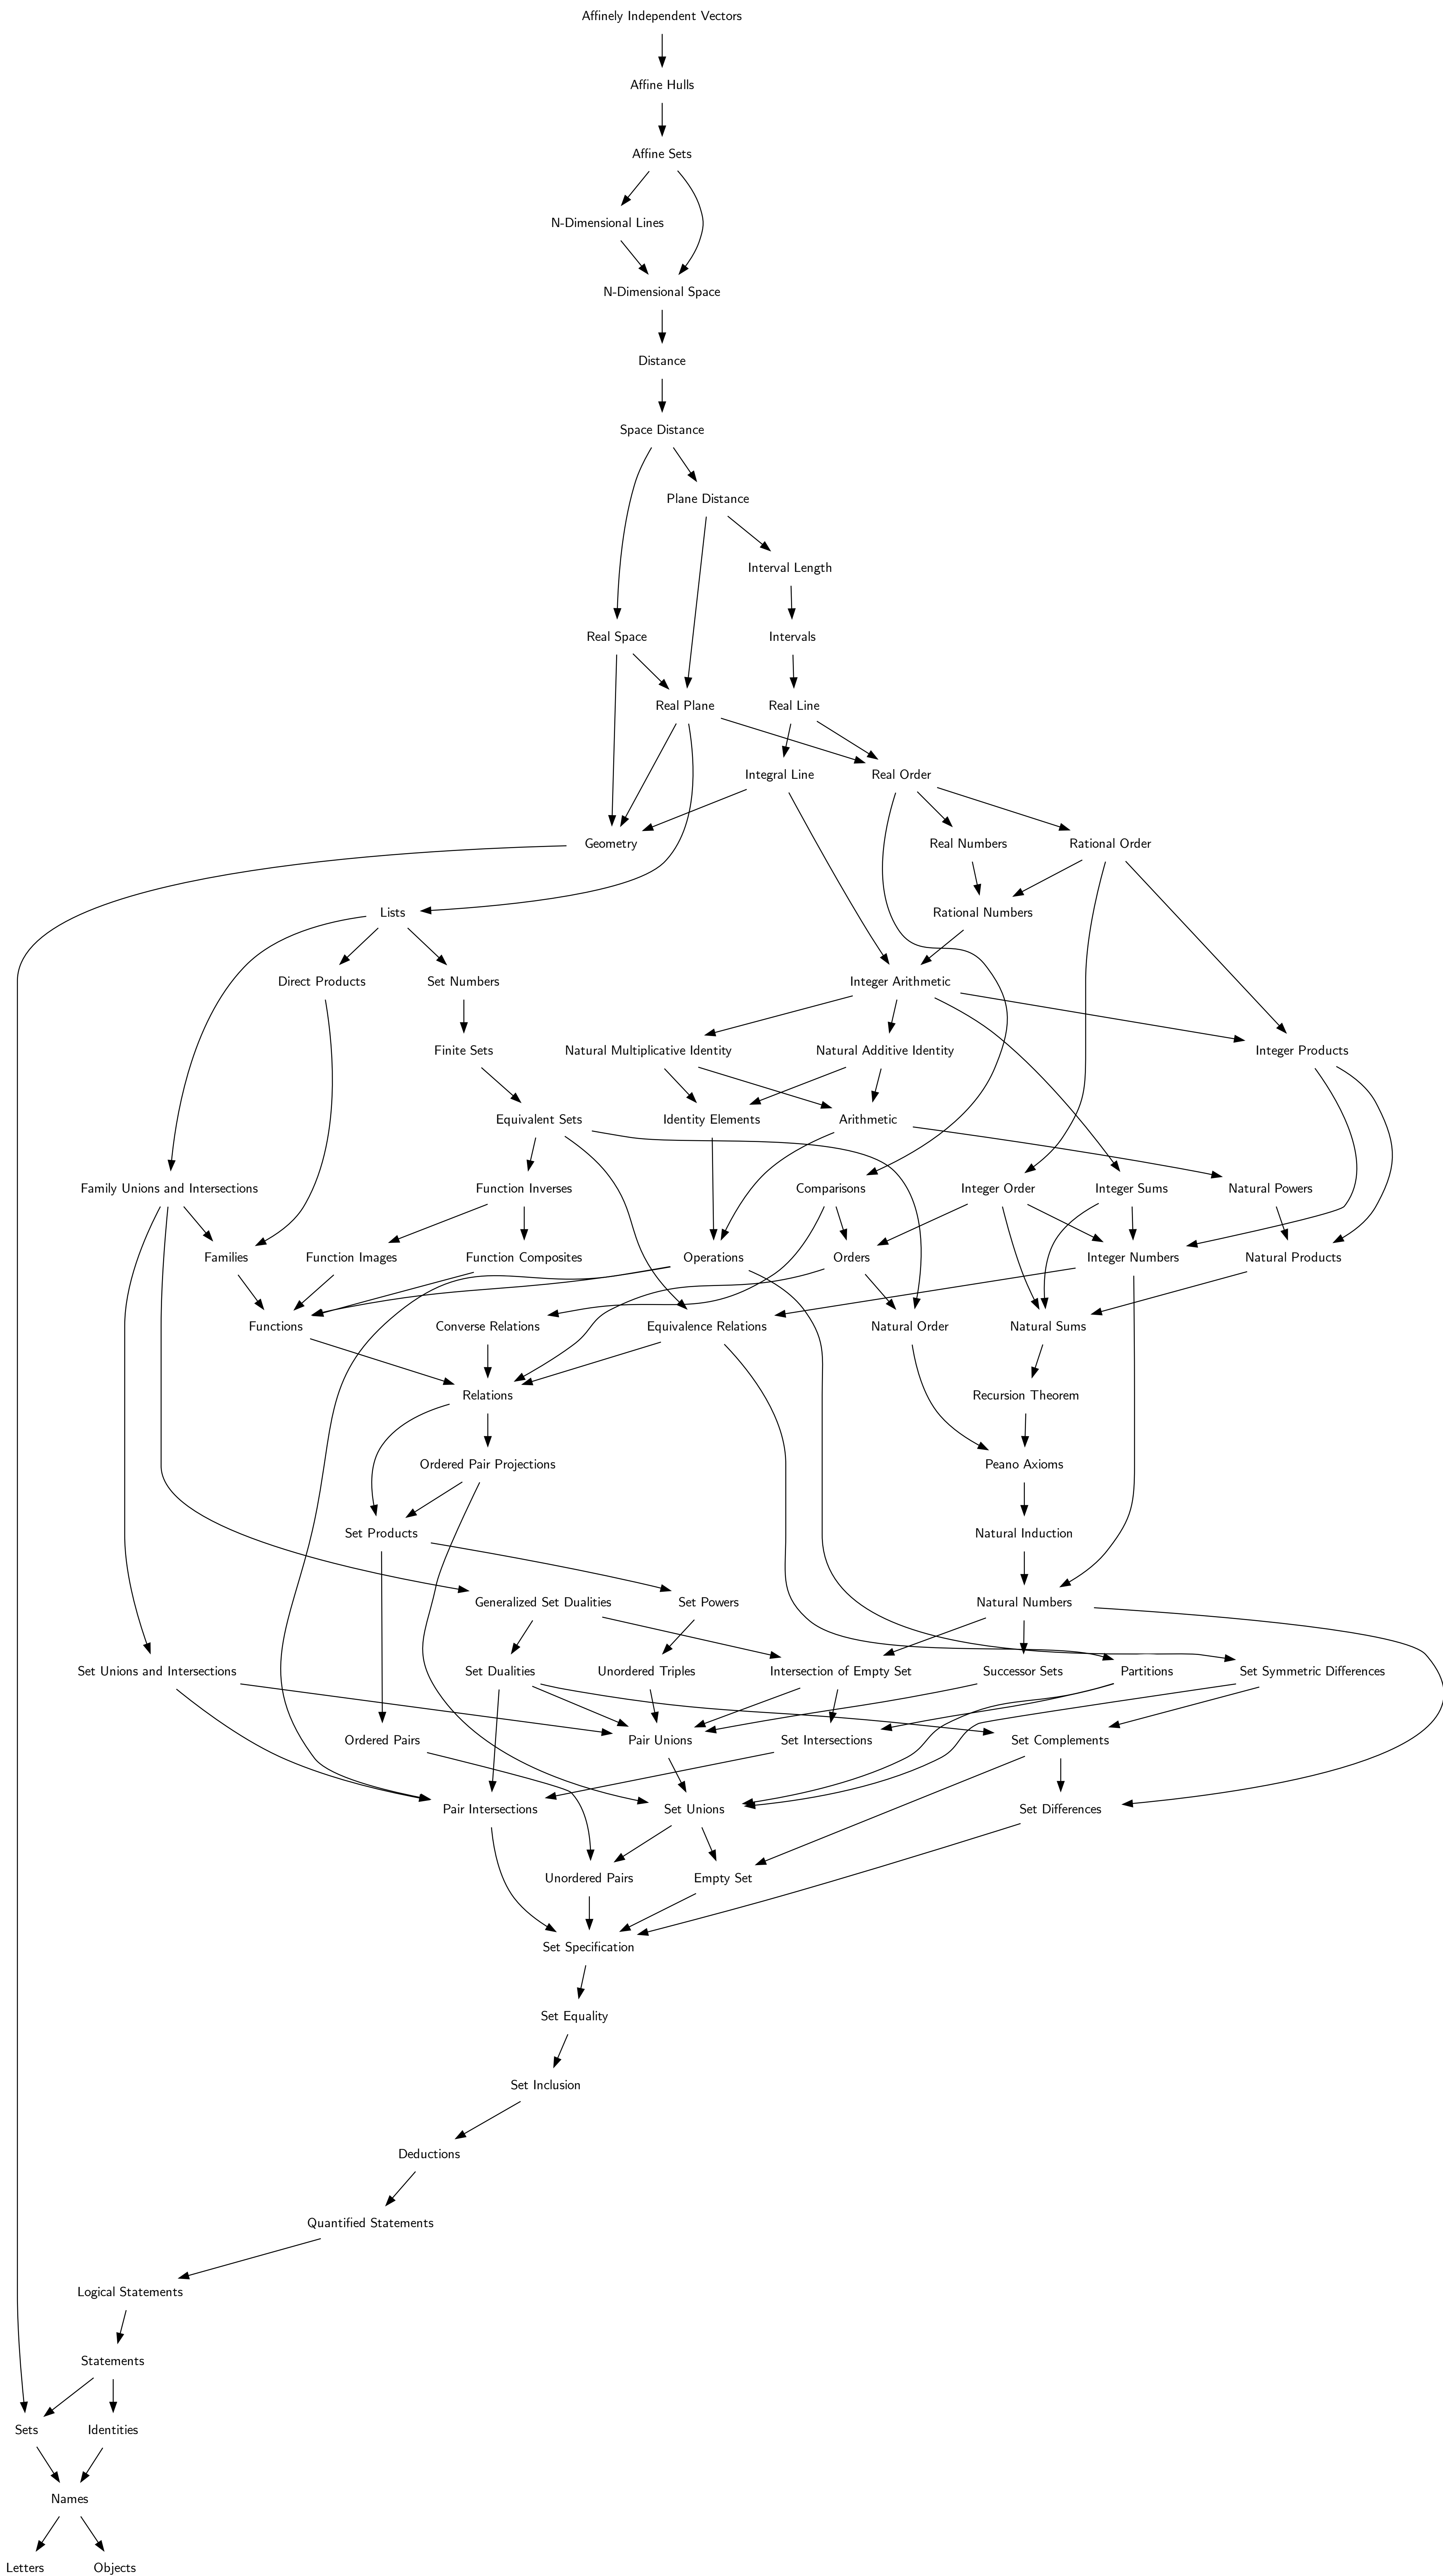 Affinely Independent Vectors
Affine Hulls
Affine Sets
N-Dimensional Lines
N-Dimensional Space
Distance
Space Distance
Plane Distance
Interval Length
Real Space
Intervals
Real Plane
Real Line
Integral Line
Real Order
Geometry
Real Numbers
Rational Order
Lists
Rational Numbers
Direct Products
Set Numbers
Integer Arithmetic
Finite Sets
Natural Multiplicative Identity
Natural Additive Identity
Integer Products
Equivalent Sets
Identity Elements
Arithmetic
Family Unions and Intersections
Function Inverses
Comparisons
Integer Order
Integer Sums
Natural Powers
Families
Function Images
Function Composites
Operations
Orders
Integer Numbers
Natural Products
Functions
Converse Relations
Equivalence Relations
Natural Order
Natural Sums
Relations
Recursion Theorem
Ordered Pair Projections
Peano Axioms
Set Products
Natural Induction
Generalized Set Dualities
Set Powers
Natural Numbers
Set Unions and Intersections
Set Dualities
Unordered Triples
Intersection of Empty Set
Successor Sets
Partitions
Set Symmetric Differences
Ordered Pairs
Pair Unions
Set Intersections
Set Complements
Pair Intersections
Set Unions
Set Differences
Unordered Pairs
Empty Set
Set Specification
Set Equality
Set Inclusion
Deductions
Quantified Statements
Logical Statements
Statements
Sets
Identities
Names
Letters
Objects